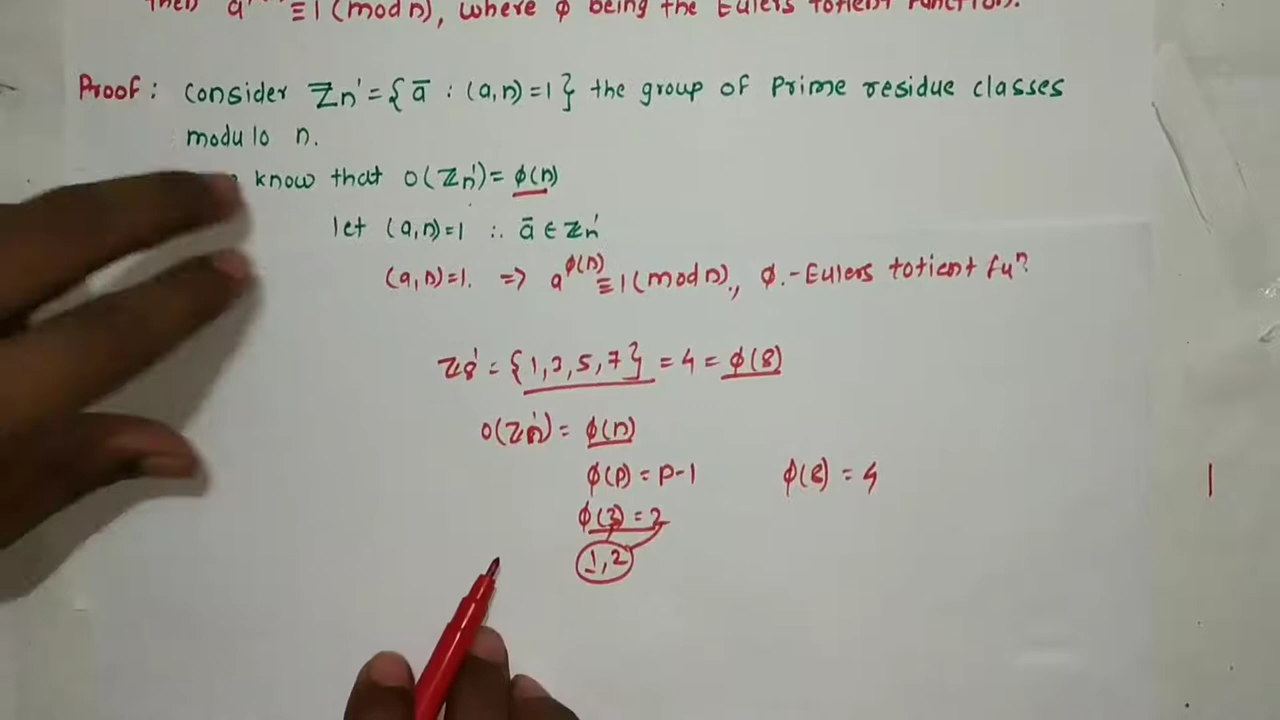 then a ≡ 1 (mod n), where φ being the Eulers totient function.
Proof : Consider Zn' = { ā : (a,n) = 1 } the group of Prime residue classes
modulo n.
know that O(Zn') = φ(n)
let (a,n)=1 ∴ ā ∈ Zn'
(a,n)=1. => a^φ(n) ≡ 1 (mod n)., φ.-Eulers totient fuⁿ?
Z8' = {1,3,5,7} = 4 = φ(8)
O(Zn') = φ(n)
φ(P) = P-1 φ(8) = 4
φ(3) = 2
1,2